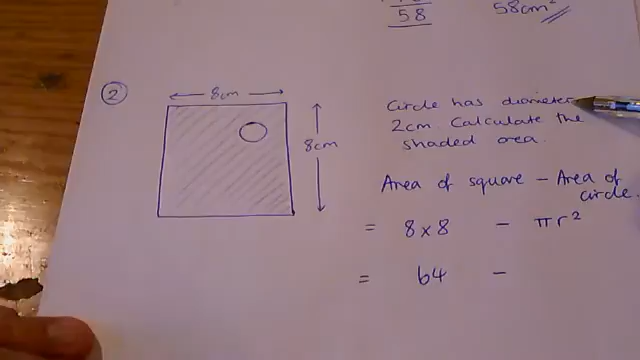 58
58cm²
2
8cm
8cm
Circle has diameter
2cm. Calculate the
shaded area.
Area of square - Area of
circle.
= 8 x 8 - πr²
= 64 -